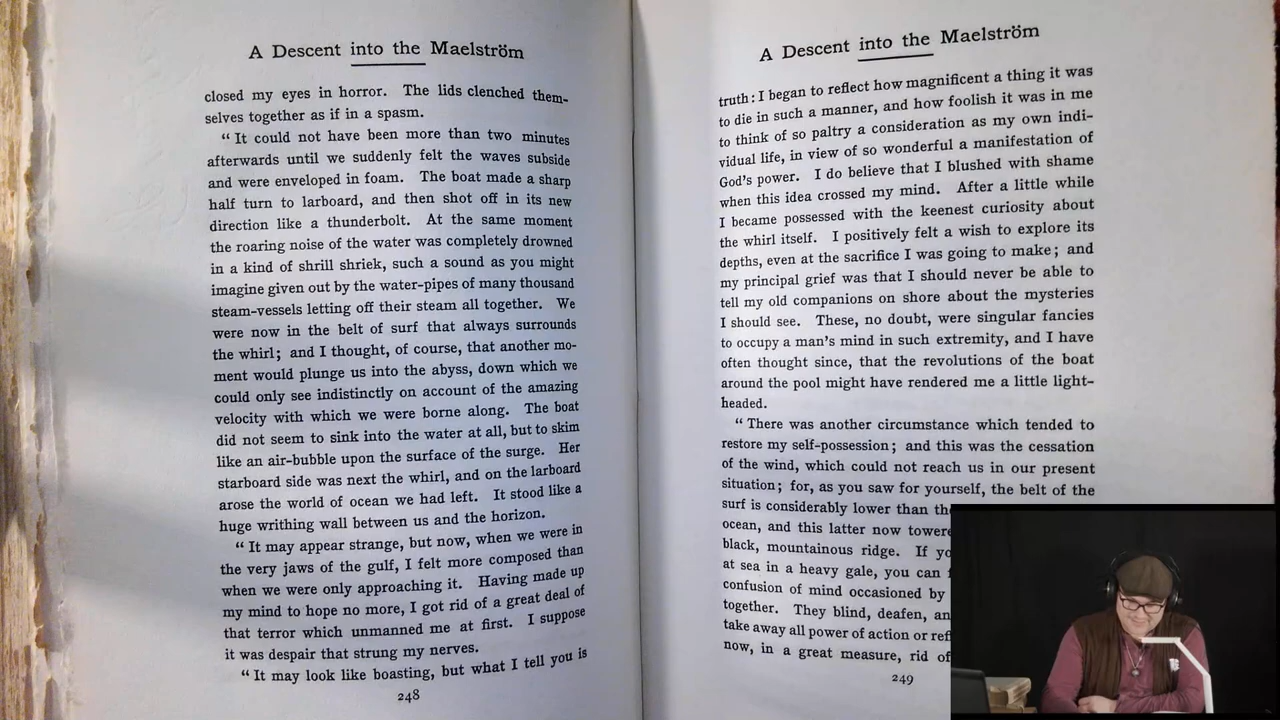 A Descent into the Maelström
closed my eyes in horror. The lids clenched them-
selves together as if in a spasm.
“ It could not have been more than two minutes
afterwards until we suddenly felt the waves subside
and were enveloped in foam. The boat made a sharp
half turn to larboard, and then shot off in its new
direction like a thunderbolt. At the same moment
the roaring noise of the water was completely drowned
in a kind of shrill shriek, such a sound as you might
imagine given out by the water-pipes of many thousand
steam-vessels letting off their steam all together. We
were now in the belt of surf that always surrounds
the whirl; and I thought, of course, that another mo-
ment would plunge us into the abyss, down which we
could only see indistinctly on account of the amazing
velocity with which we were borne along. The boat
did not seem to sink into the water at all, but to skim
like an air-bubble upon the surface of the surge. Her
starboard side was next the whirl, and on the larboard
arose the world of ocean we had left. It stood like a
huge writhing wall between us and the horizon.
“ It may appear strange, but now, when we were in
the very jaws of the gulf, I felt more composed than
when we were only approaching it. Having made up
my mind to hope no more, I got rid of a great deal of
that terror which unmanned me at first. I suppose
it was despair that strung my nerves.
“ It may look like boasting, but what I tell you is
248
A Descent into the Maelström
truth: I began to reflect how magnificent a thing it was
to die in such a manner, and how foolish it was in me
to think of so paltry a consideration as my own indi-
vidual life, in view of so wonderful a manifestation of
God’s power. I do believe that I blushed with shame
when this idea crossed my mind. After a little while
I became possessed with the keenest curiosity about
the whirl itself. I positively felt a wish to explore its
depths, even at the sacrifice I was going to make; and
my principal grief was that I should never be able to
tell my old companions on shore about the mysteries
I should see. These, no doubt, were singular fancies
to occupy a man’s mind in such extremity, and I have
often thought since, that the revolutions of the boat
around the pool might have rendered me a little light-
headed.
“ There was another circumstance which tended to
restore my self-possession; and this was the cessation
of the wind, which could not reach us in our present
situation; for, as you saw for yourself, the belt of the
surf is considerably lower than
ocean, and this latter now
black, mountainous ridge. If
at sea in a heavy gale, you can
confusion of mind occasioned by
together. They blind, deafen,
take away all power of action or
now, in a great measure, rid of
249